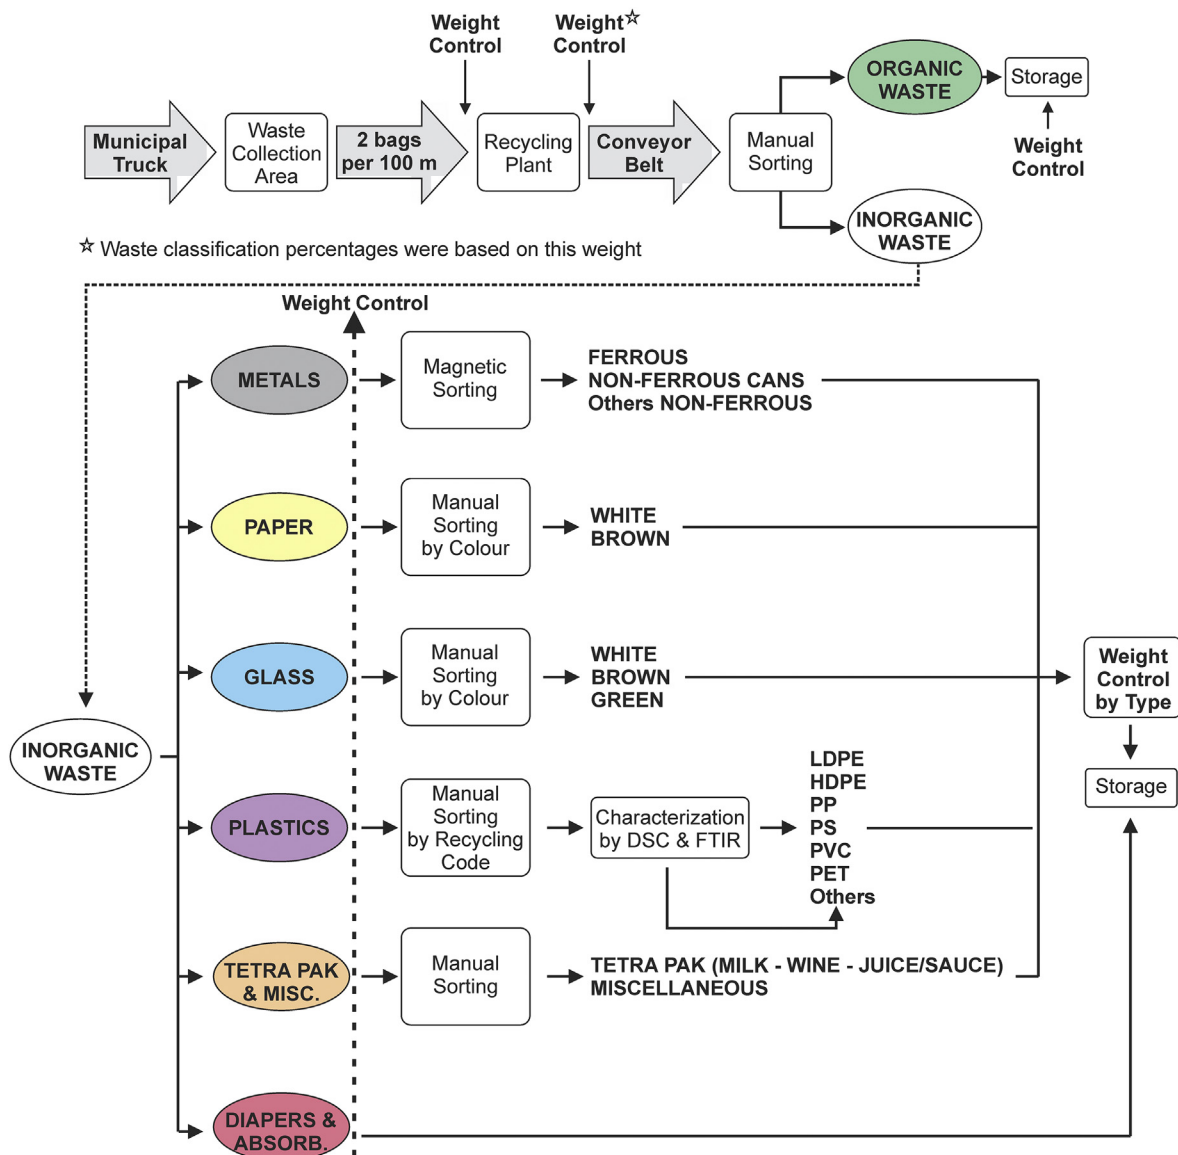 Weight
Control
Weight☆
Control
ORGANIC
WASTE
Storage
Municipal
Truck
Waste
Collection
Area
2 bags
per 100 m
Recycling
Plant
Conveyor
Belt
Manual
Sorting
Weight
Control
INORGANIC
WASTE
☆ Waste classification percentages were based on this weight
Weight Control
METALS
Magnetic
Sorting
FERROUS
NON-FERROUS CANS
Others NON-FERROUS
PAPER
Manual
Sorting
by Colour
WHITE
BROWN
GLASS
Manual
Sorting
by Colour
WHITE
BROWN
GREEN
Weight
Control
by Type
INORGANIC
WASTE
Storage
PLASTICS
Manual
Sorting
by Recycling
Code
Characterization
by DSC & FTIR
LDPE
HDPE
PP
PS
PVC
PET
Others
TETRA PAK
& MISC.
Manual
Sorting
TETRA PAK (MILK - WINE - JUICE/SAUCE)
MISCELLANEOUS
DIAPERS &
ABSORB.